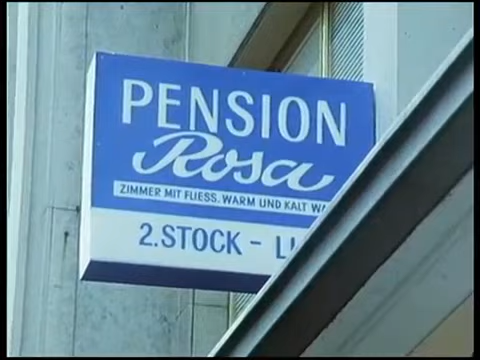 PENSION
Rosa
ZIMMER MIT FLIESS. WARM UND KALT
2.STOCK -